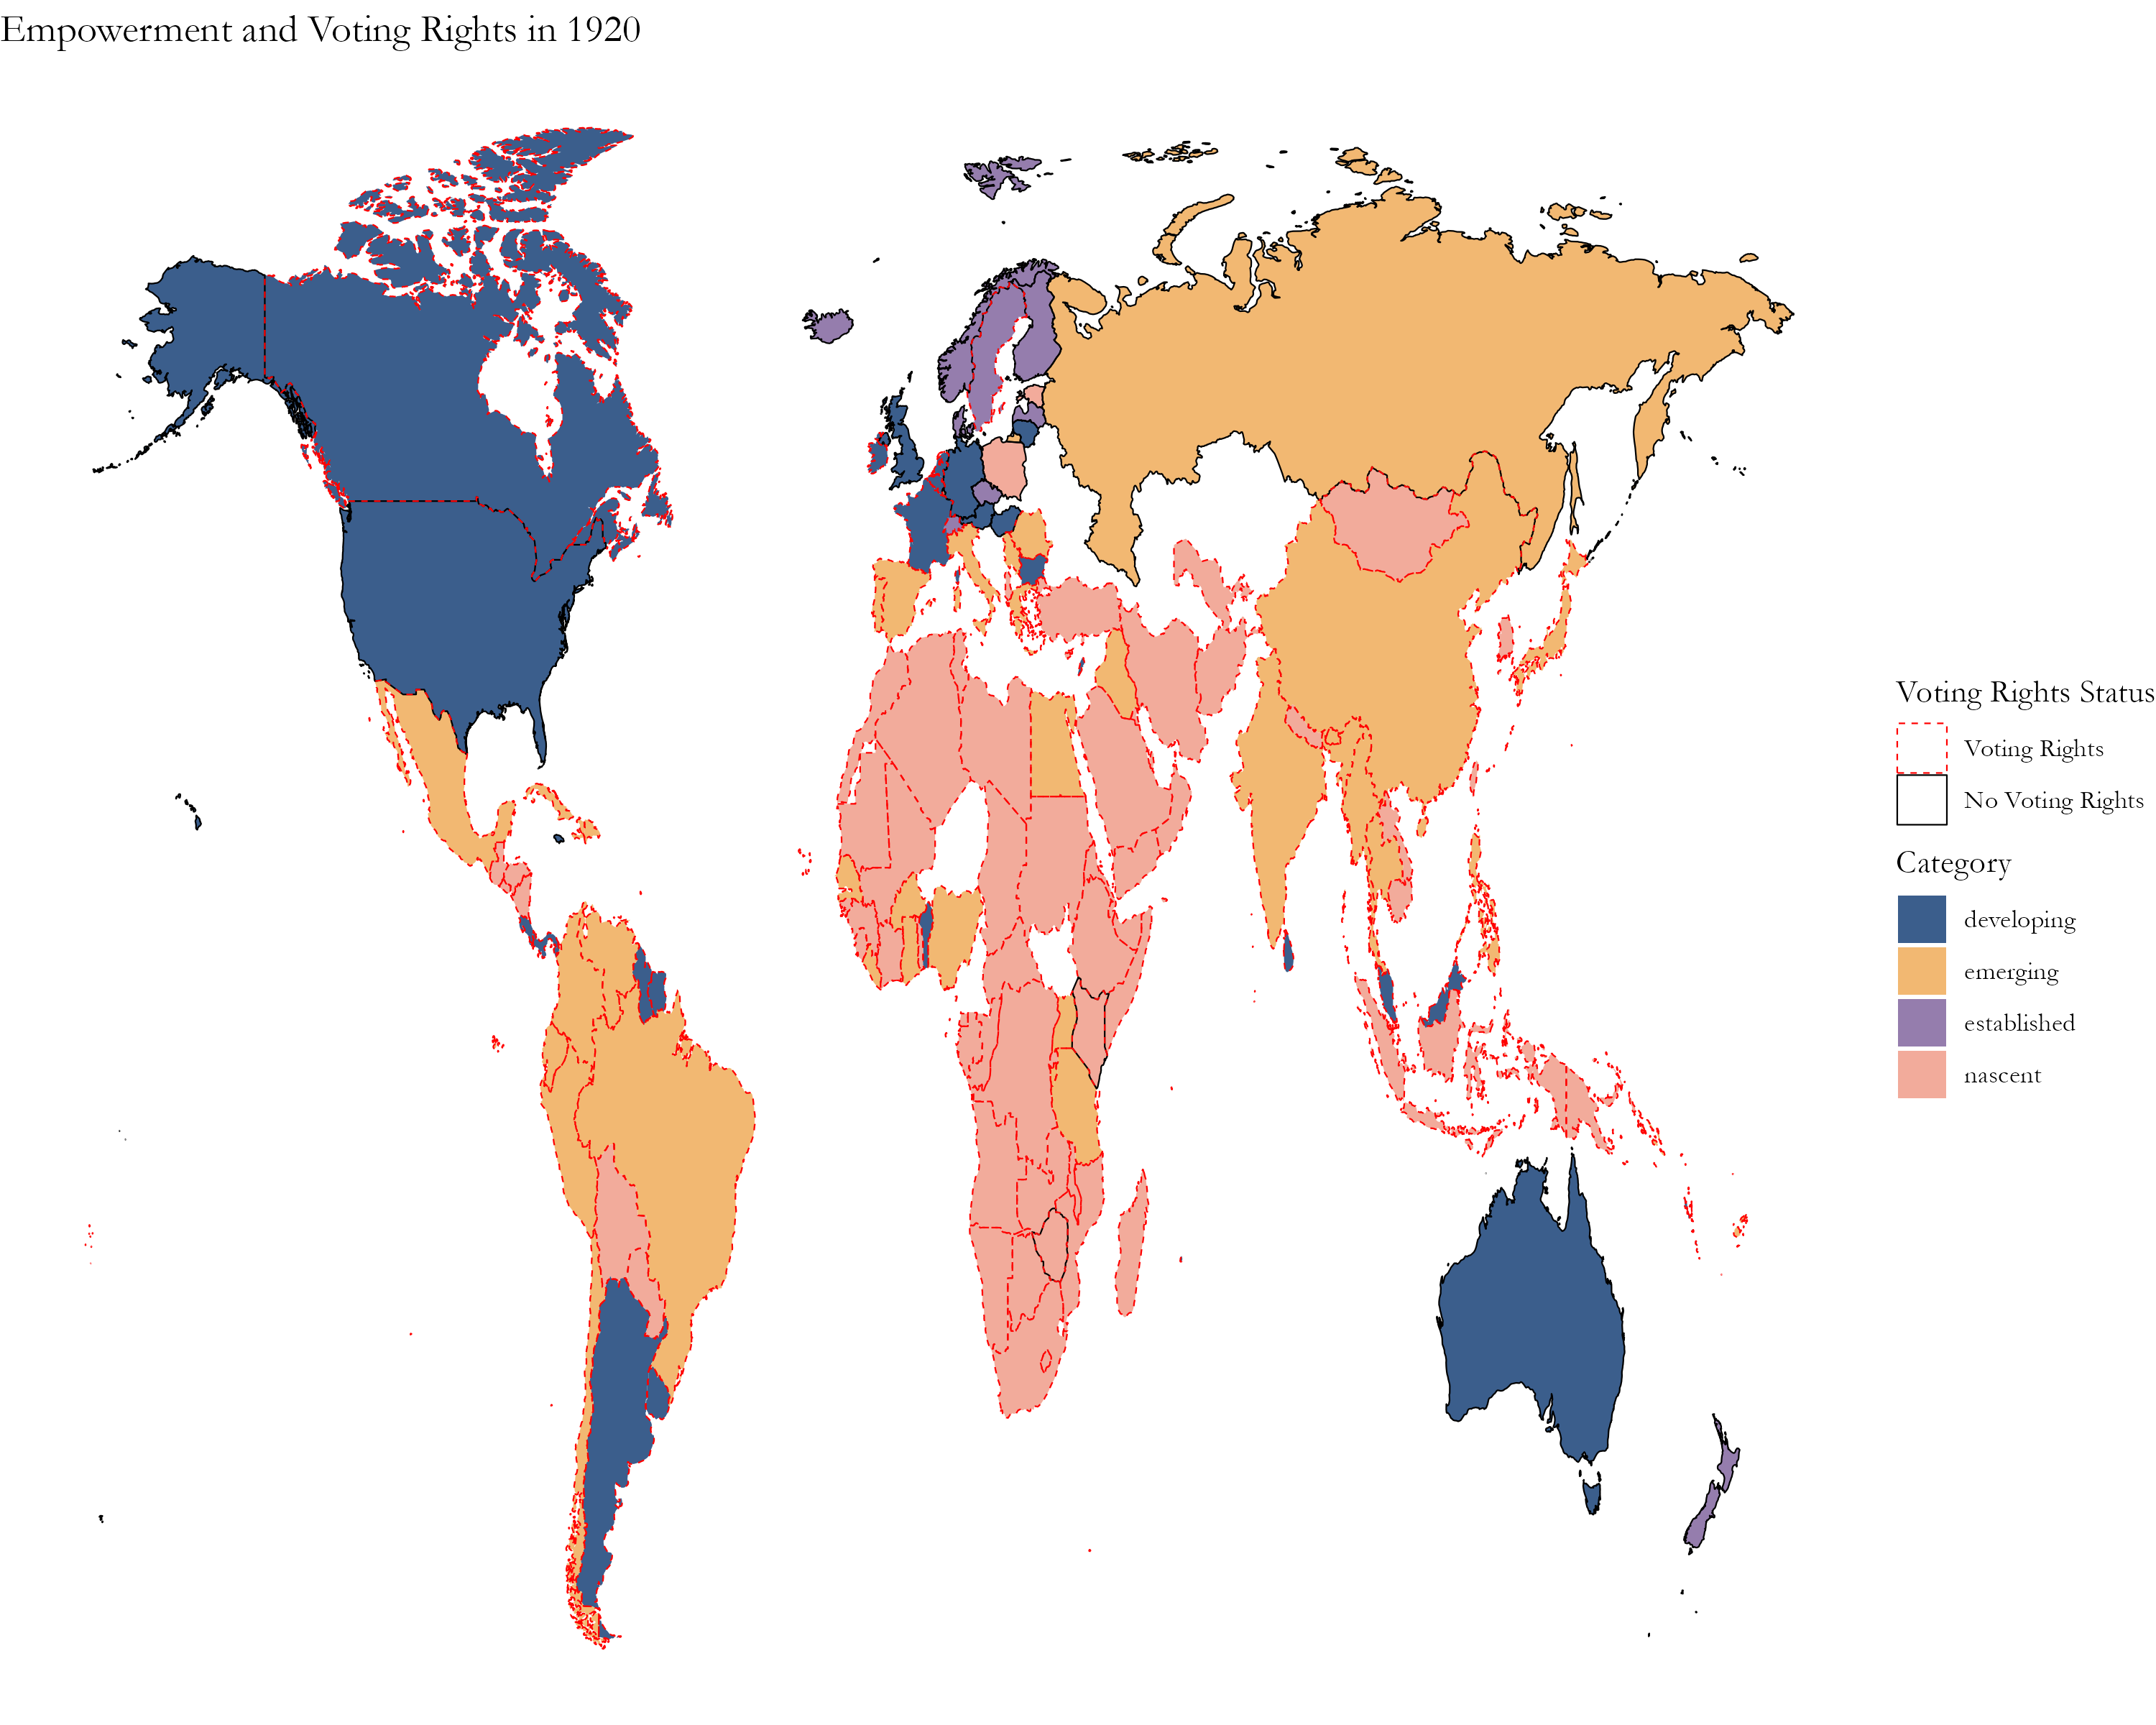 Empowerment and Voting Rights in 1920
Voting Rights Status
Voting Rights
No Voting Rights
Category
developing
emerging
established
nascent